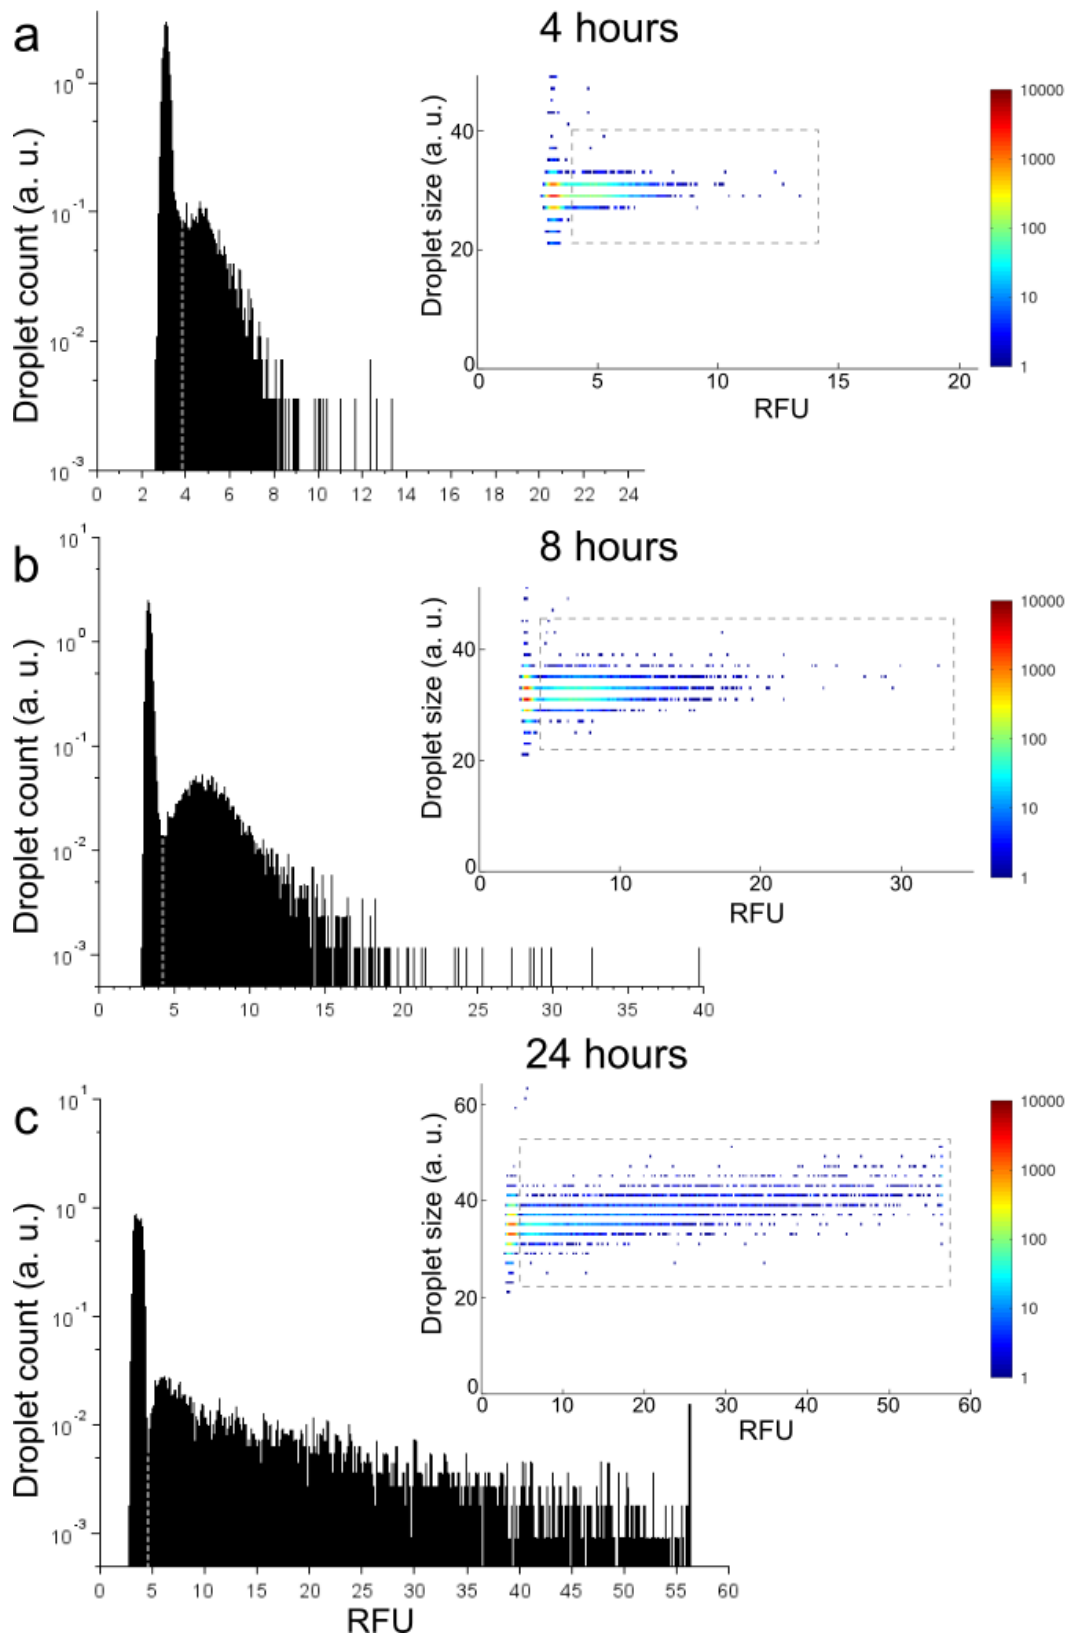 a
4 hours
Droplet count (a. u.)
10^0
10^-1
10^-2
10^-3
0 2 4 6 8 10 12 14 16 18 20 22 24
Droplet size (a. u.)
40
20
0
0 5 10 15 20
RFU
10000
1000
100
10
1
b
8 hours
Droplet count (a. u.)
10^1
10^0
10^-1
10^-2
10^-3
0 5 10 15 20 25 30 35 40
Droplet size (a. u.)
40
20
0
0 10 20 30
RFU
10000
1000
100
10
1
c
24 hours
Droplet count (a. u.)
10^1
10^0
10^-1
10^-2
10^-3
0 5 10 15 20 25 30 35 40 45 50 55 60
RFU
Droplet size (a. u.)
60
40
20
0
0 10 20 30 40 50 60
RFU
10000
1000
100
10
1